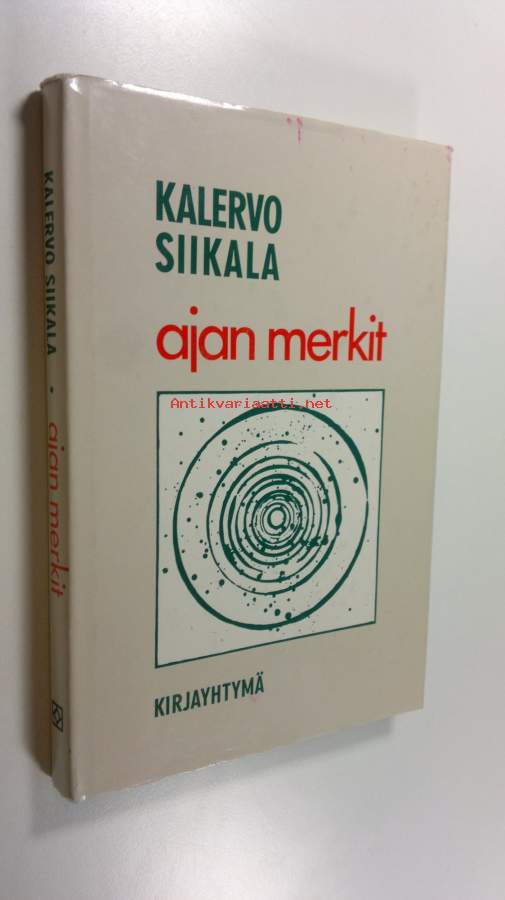 KALERVO
SIIKALA
ajan merkit
Antikvariaatti.net
KIRJAYHTYMÄ
KALERVO SIIKALA · ajan merkit